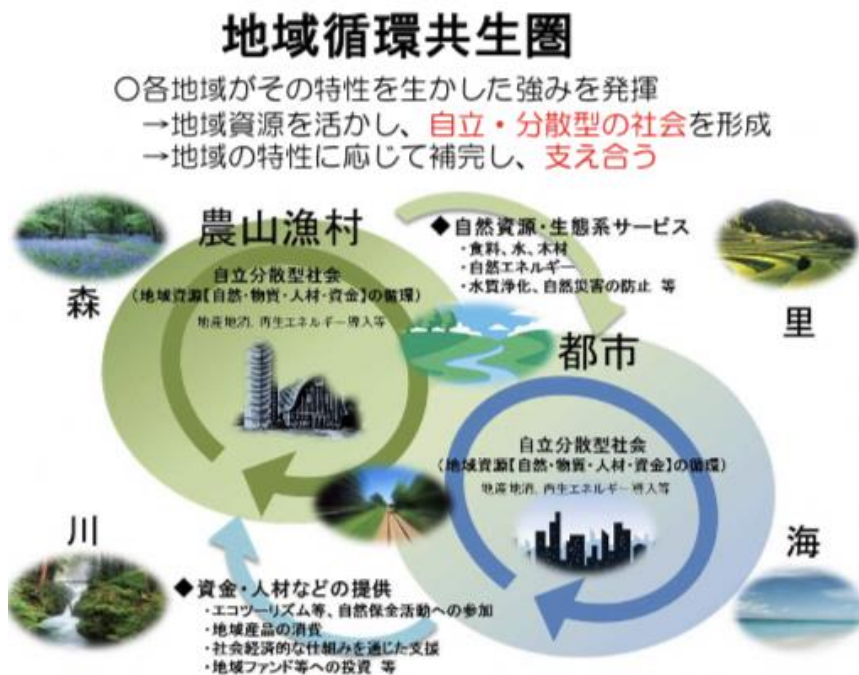 地域循環共生圏
○各地域がその特性を生かした強みを発揮
→地域資源を活かし、自立・分散型の社会を形成
→地域の特性に応じて補完し、支え合う
農山漁村
自立分散型社会
（地域資源【自然・物質・人材・資金】の循環）
地産地消、再生エネルギー導入等
◆自然資源・生態系サービス
・食料、水、木材
・自然エネルギー
・水質浄化、自然災害の防止 等
森
里
都市
自立分散型社会
（地域資源【自然・物質・人材・資金】の循環）
地産地消、再生エネルギー導入等
川
海
◆資金・人材などの提供
・エコツーリズム等、自然保全活動への参加
・地域産品の消費
・社会経済的な仕組みを通じた支援
・地域ファンド等への投資 等